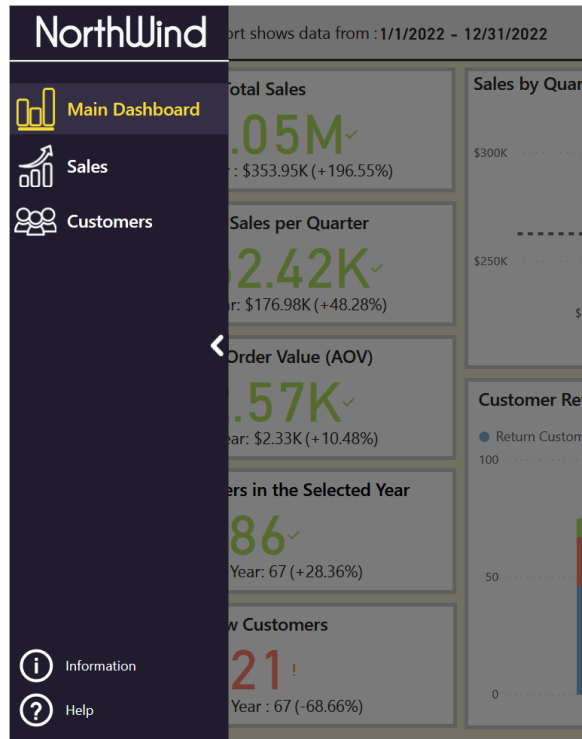 NorthWind
ort shows data from : 1/1/2022 - 12/31/2022
Main Dashboard
Sales
Customers
Total Sales
.05M
r : $353.95K (+196.55%)
Sales per Quarter
2.42K
ar: $176.98K (+48.28%)
Order Value (AOV)
.57K
ear: $2.33K (+10.48%)
ers in the Selected Year
86
Year: 67 (+28.36%)
w Customers
21 !
Year : 67 (-68.66%)
Sales by Quar
$300K
$250K
$
Customer Re
Return Custom
100
50
0
Information
Help